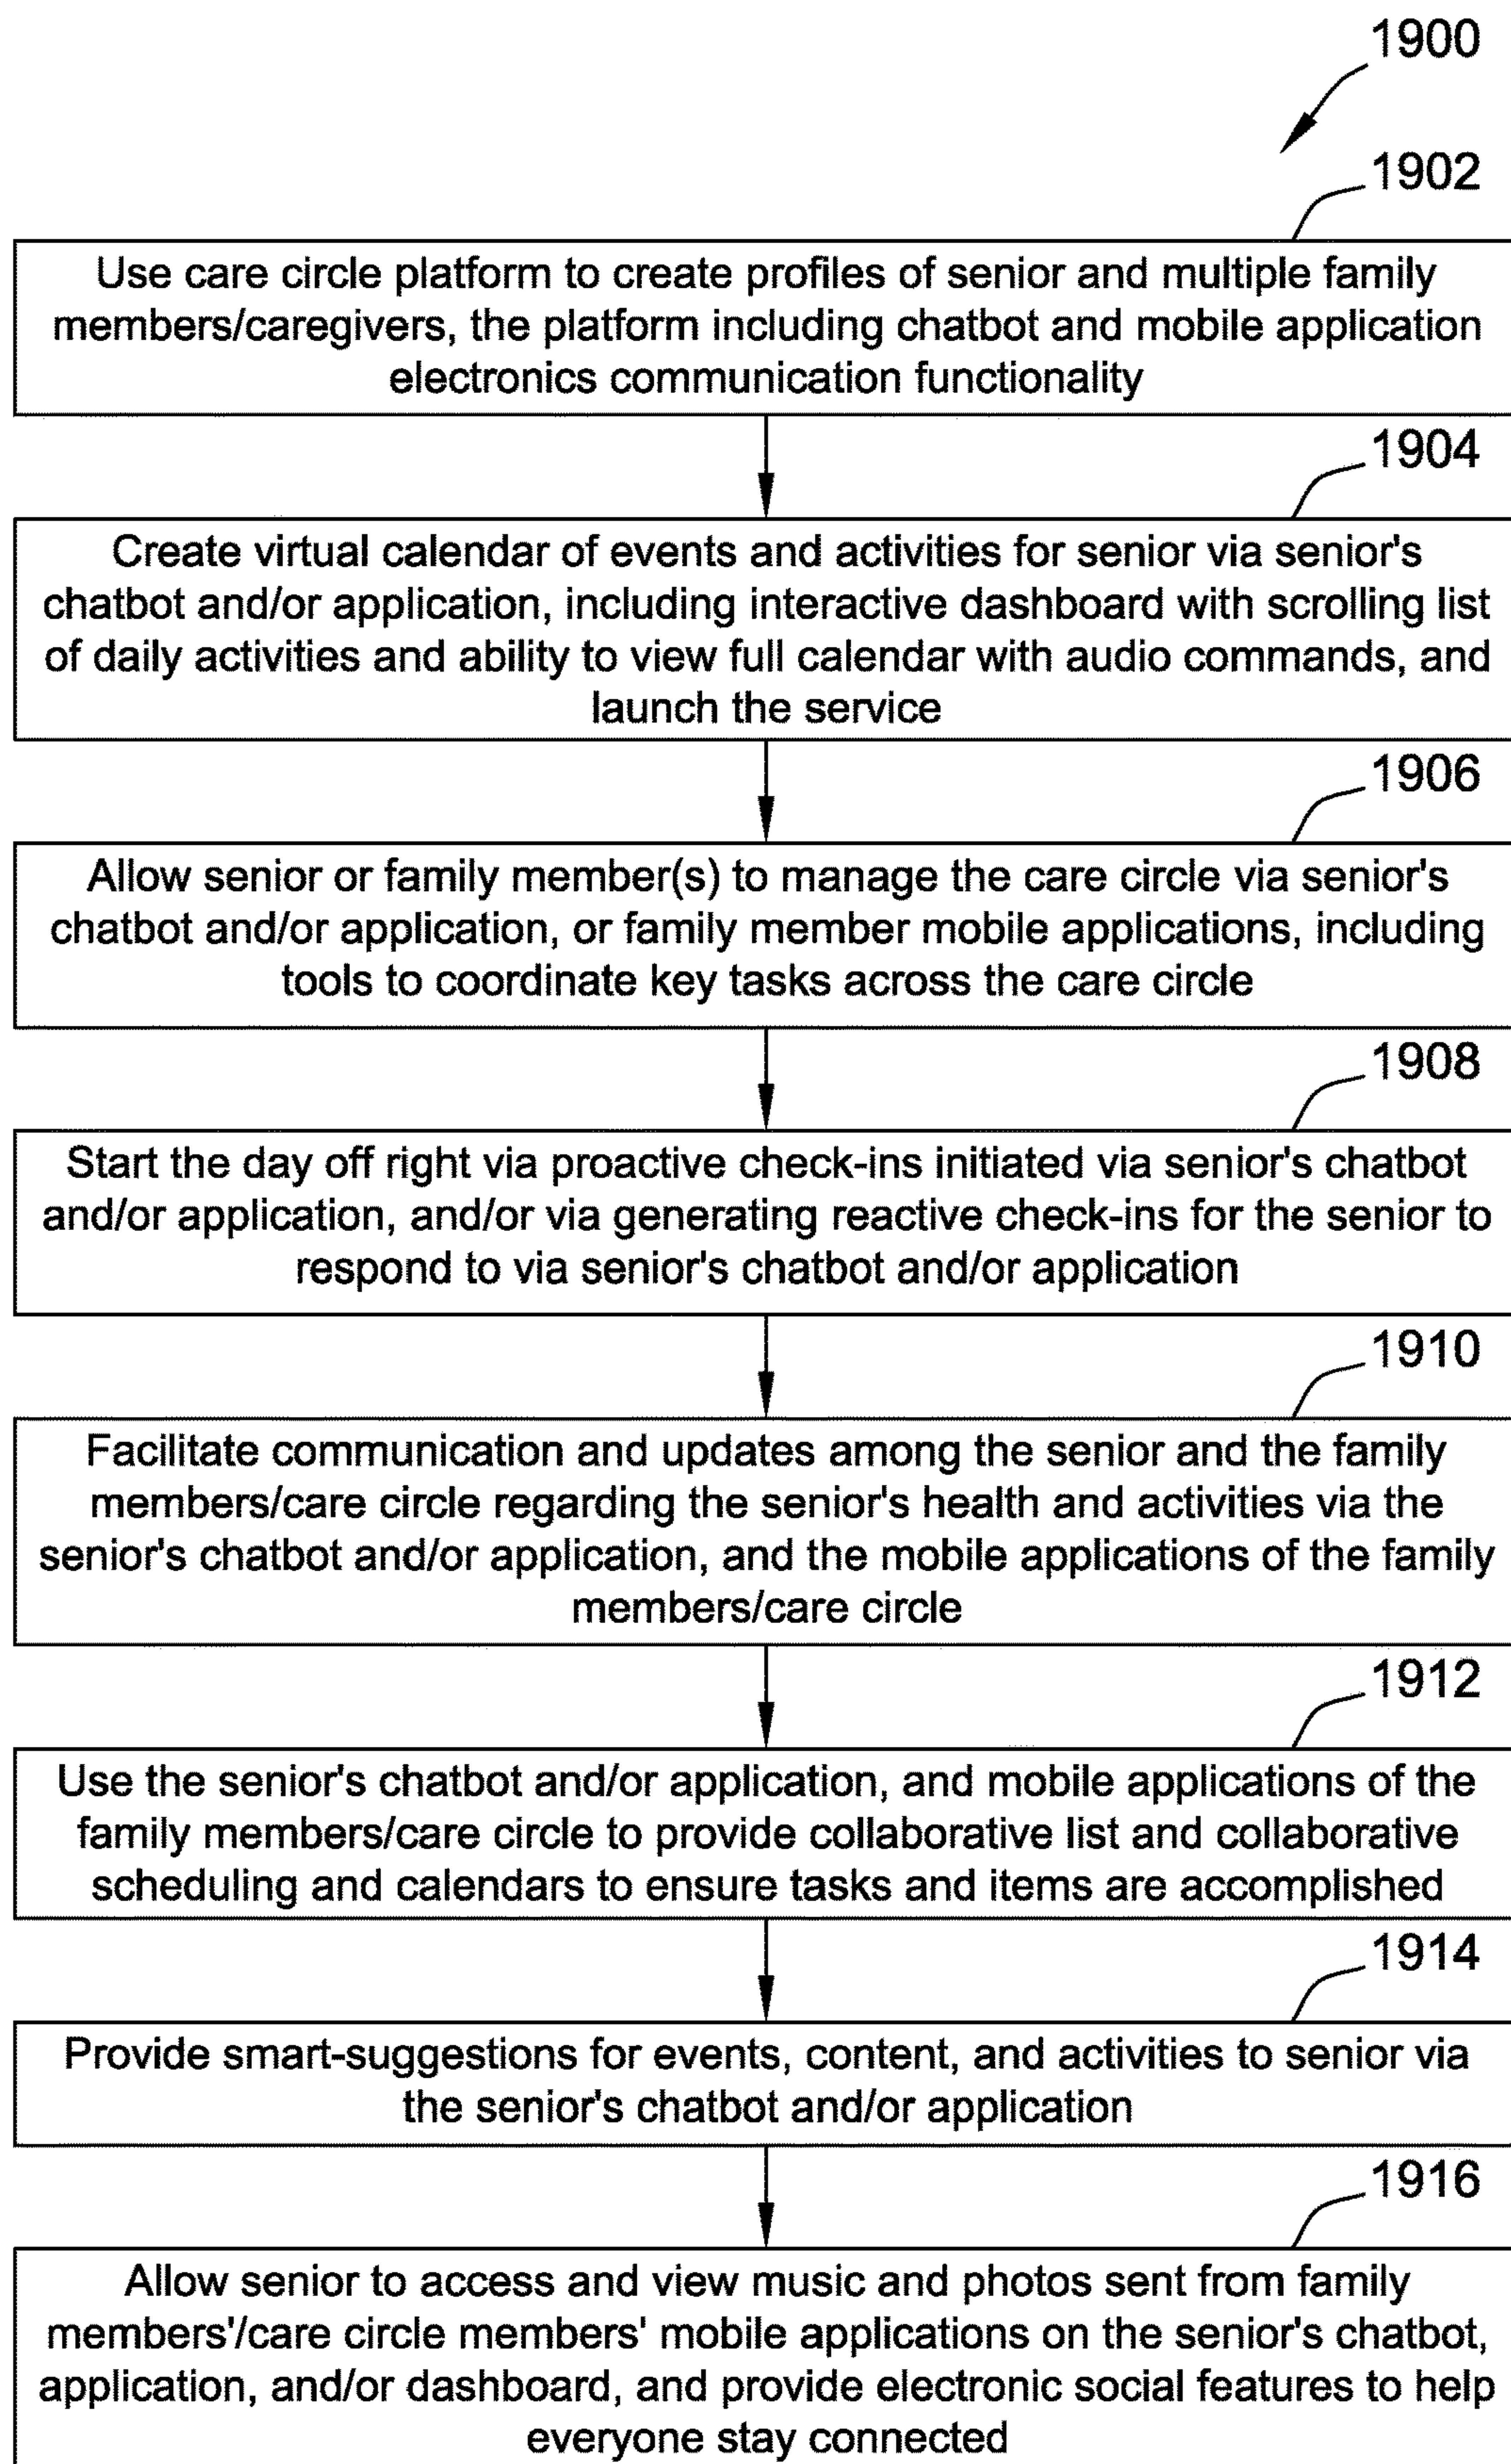 1900
1902
Use care circle platform to create profiles of senior and multiple family
members/caregivers, the platform including chatbot and mobile application
electronics communication functionality
1904
Create virtual calendar of events and activities for senior via senior's
chatbot and/or application, including interactive dashboard with scrolling list
of daily activities and ability to view full calendar with audio commands, and
launch the service
1906
Allow senior or family member(s) to manage the care circle via senior's
chatbot and/or application, or family member mobile applications, including
tools to coordinate key tasks across the care circle
1908
Start the day off right via proactive check-ins initiated via senior's chatbot
and/or application, and/or via generating reactive check-ins for the senior to
respond to via senior's chatbot and/or application
1910
Facilitate communication and updates among the senior and the family
members/care circle regarding the senior's health and activities via the
senior's chatbot and/or application, and the mobile applications of the family
members/care circle
1912
Use the senior's chatbot and/or application, and mobile applications of the
family members/care circle to provide collaborative list and collaborative
scheduling and calendars to ensure tasks and items are accomplished
1914
Provide smart-suggestions for events, content, and activities to senior via
the senior's chatbot and/or application
1916
Allow senior to access and view music and photos sent from family
members'/care circle members' mobile applications on the senior's chatbot,
application, and/or dashboard, and provide electronic social features to help
everyone stay connected